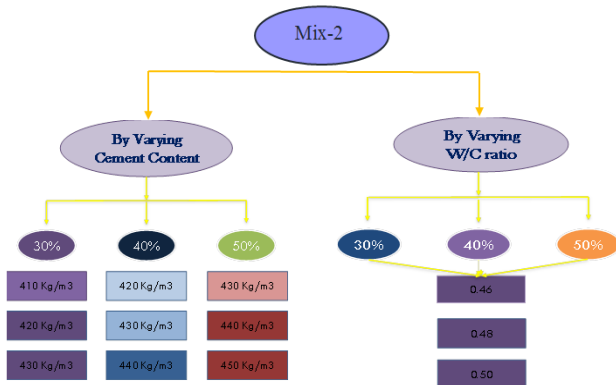 Mix-2
By Varying
Cement Content
By Varying
W/C ratio
30%
40%
50%
30%
40%
50%
410 Kg/m3
420 Kg/m3
430 Kg/m3
0.46
420 Kg/m3
430 Kg/m3
440 Kg/m3
0.48
430 Kg/m3
440 Kg/m3
450 Kg/m3
0.50